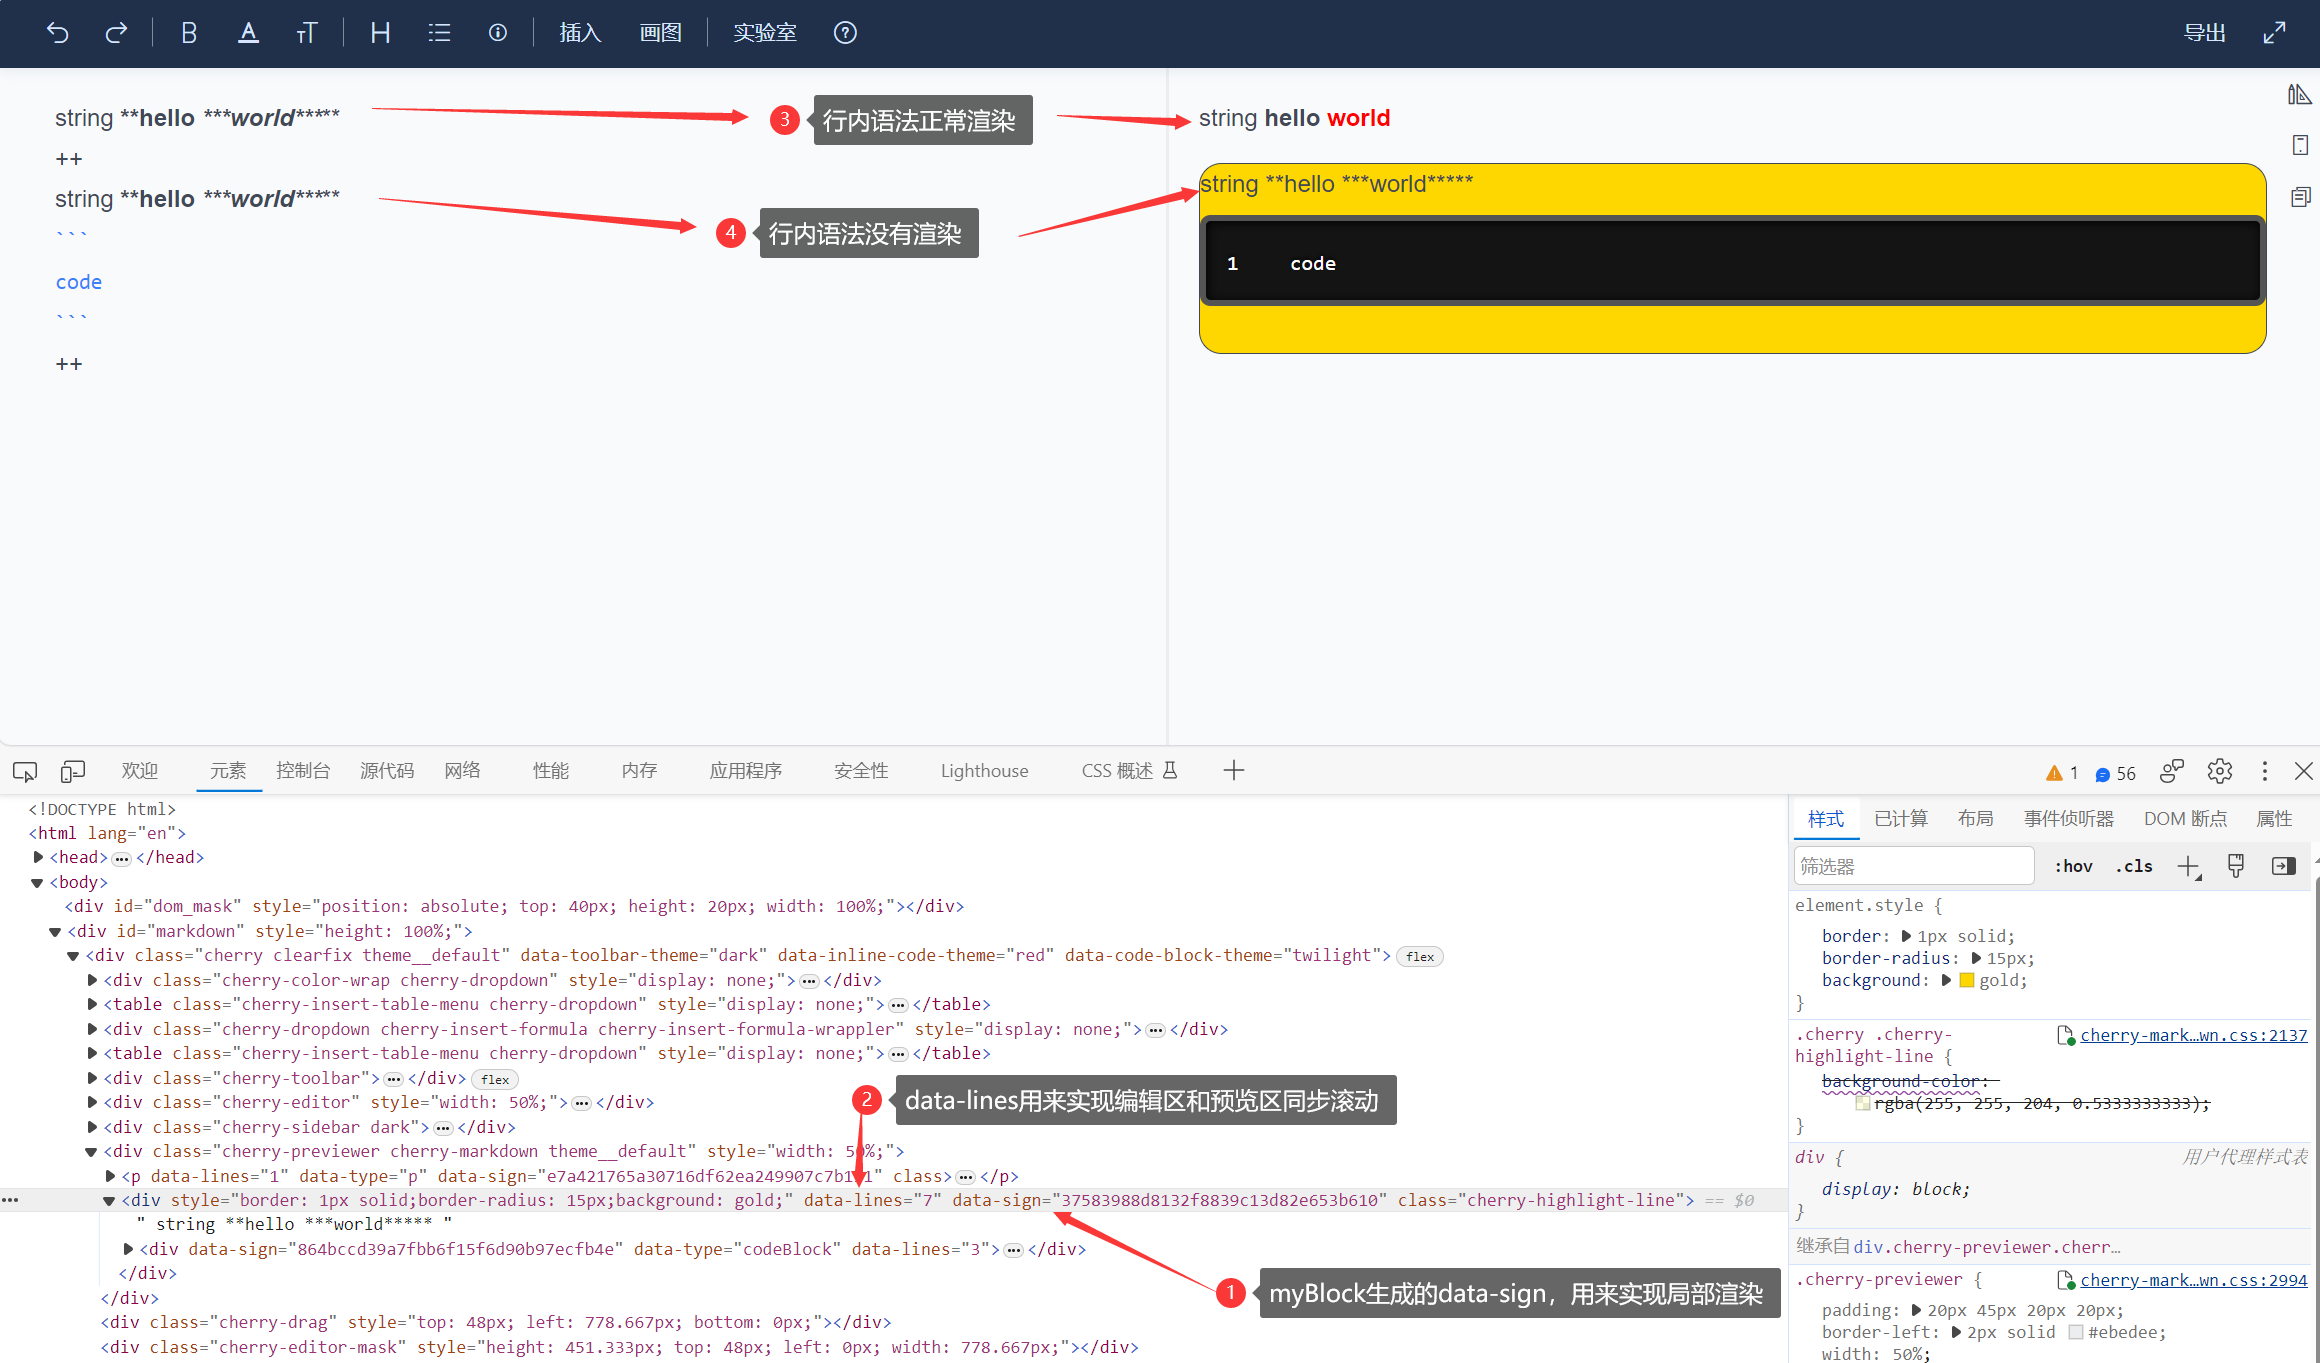 B A TT H 插入 画图 实验室 ? 导出
string **hello ***world*****
++
string **hello ***world*****
```
code
```
++
3 行内语法正常渲染
4 行内语法没有渲染
string hello world
string **hello ***world*****
1 code
欢迎 元素 控制台 源代码 网络 性能 内存 应用程序 安全性 Lighthouse CSS 概述 1 56
<!DOCTYPE html>
<html lang="en">
<head>…</head>
<body>
<div id="dom_mask" style="position: absolute; top: 40px; height: 20px; width: 100%;"></div>
<div id="markdown" style="height: 100%;">
<div class="cherry clearfix theme__default" data-toolbar-theme="dark" data-inline-code-theme="red" data-code-block-theme="twilight"> flex
<div class="cherry-color-wrap cherry-dropdown" style="display: none;">…</div>
<table class="cherry-insert-table-menu cherry-dropdown" style="display: none;">…</table>
<div class="cherry-dropdown cherry-insert-formula cherry-insert-formula-wrappler" style="display: none;">…</div>
<table class="cherry-insert-table-menu cherry-dropdown" style="display: none;">…</table>
<div class="cherry-toolbar">…</div> flex
<div class="cherry-editor" style="width: 50%;">…</div>
2 data-lines用来实现编辑区和预览区同步滚动
<div class="cherry-sidebar dark">…</div>
<div class="cherry-previewer cherry-markdown theme__default" style="width: 50%;">
<p data-lines="1" data-type="p" data-sign="e7a421765a30716df62ea249907c7b1 1" class>…</p>
… <div style="border: 1px solid;border-radius: 15px;background: gold;" data-lines="7" data-sign="37583988d8132f8839c13d82e653b610" class="cherry-highlight-line"> == $0
" string **hello ***world***** "
<div data-sign="864bccd39a7fbb6f15f6d90b97ecfb4e" data-type="codeBlock" data-lines="3">…</div>
</div>
1 myBlock生成的data-sign，用来实现局部渲染
</div>
<div class="cherry-drag" style="top: 48px; left: 778.667px; bottom: 0px;"></div>
<div class="cherry-editor-mask" style="height: 451.333px; top: 48px; left: 0px; width: 778.667px;"></div>
样式 已计算 布局 事件侦听器 DOM 断点 属性
筛选器 :hov .cls
element.style {
border: 1px solid;
border-radius: 15px;
background: gold;
}
.cherry .cherry-highlight-line { cherry-mark…wn.css:2137
background-color:
rgba(255, 255, 204, 0.5333333333);
}
div { 用户代理样式表
display: block;
}
继承自 div.cherry-previewer.cherr…
.cherry-previewer { cherry-mark…wn.css:2994
padding: 20px 45px 20px 20px;
border-left: 2px solid #ebedee;
width: 50%;